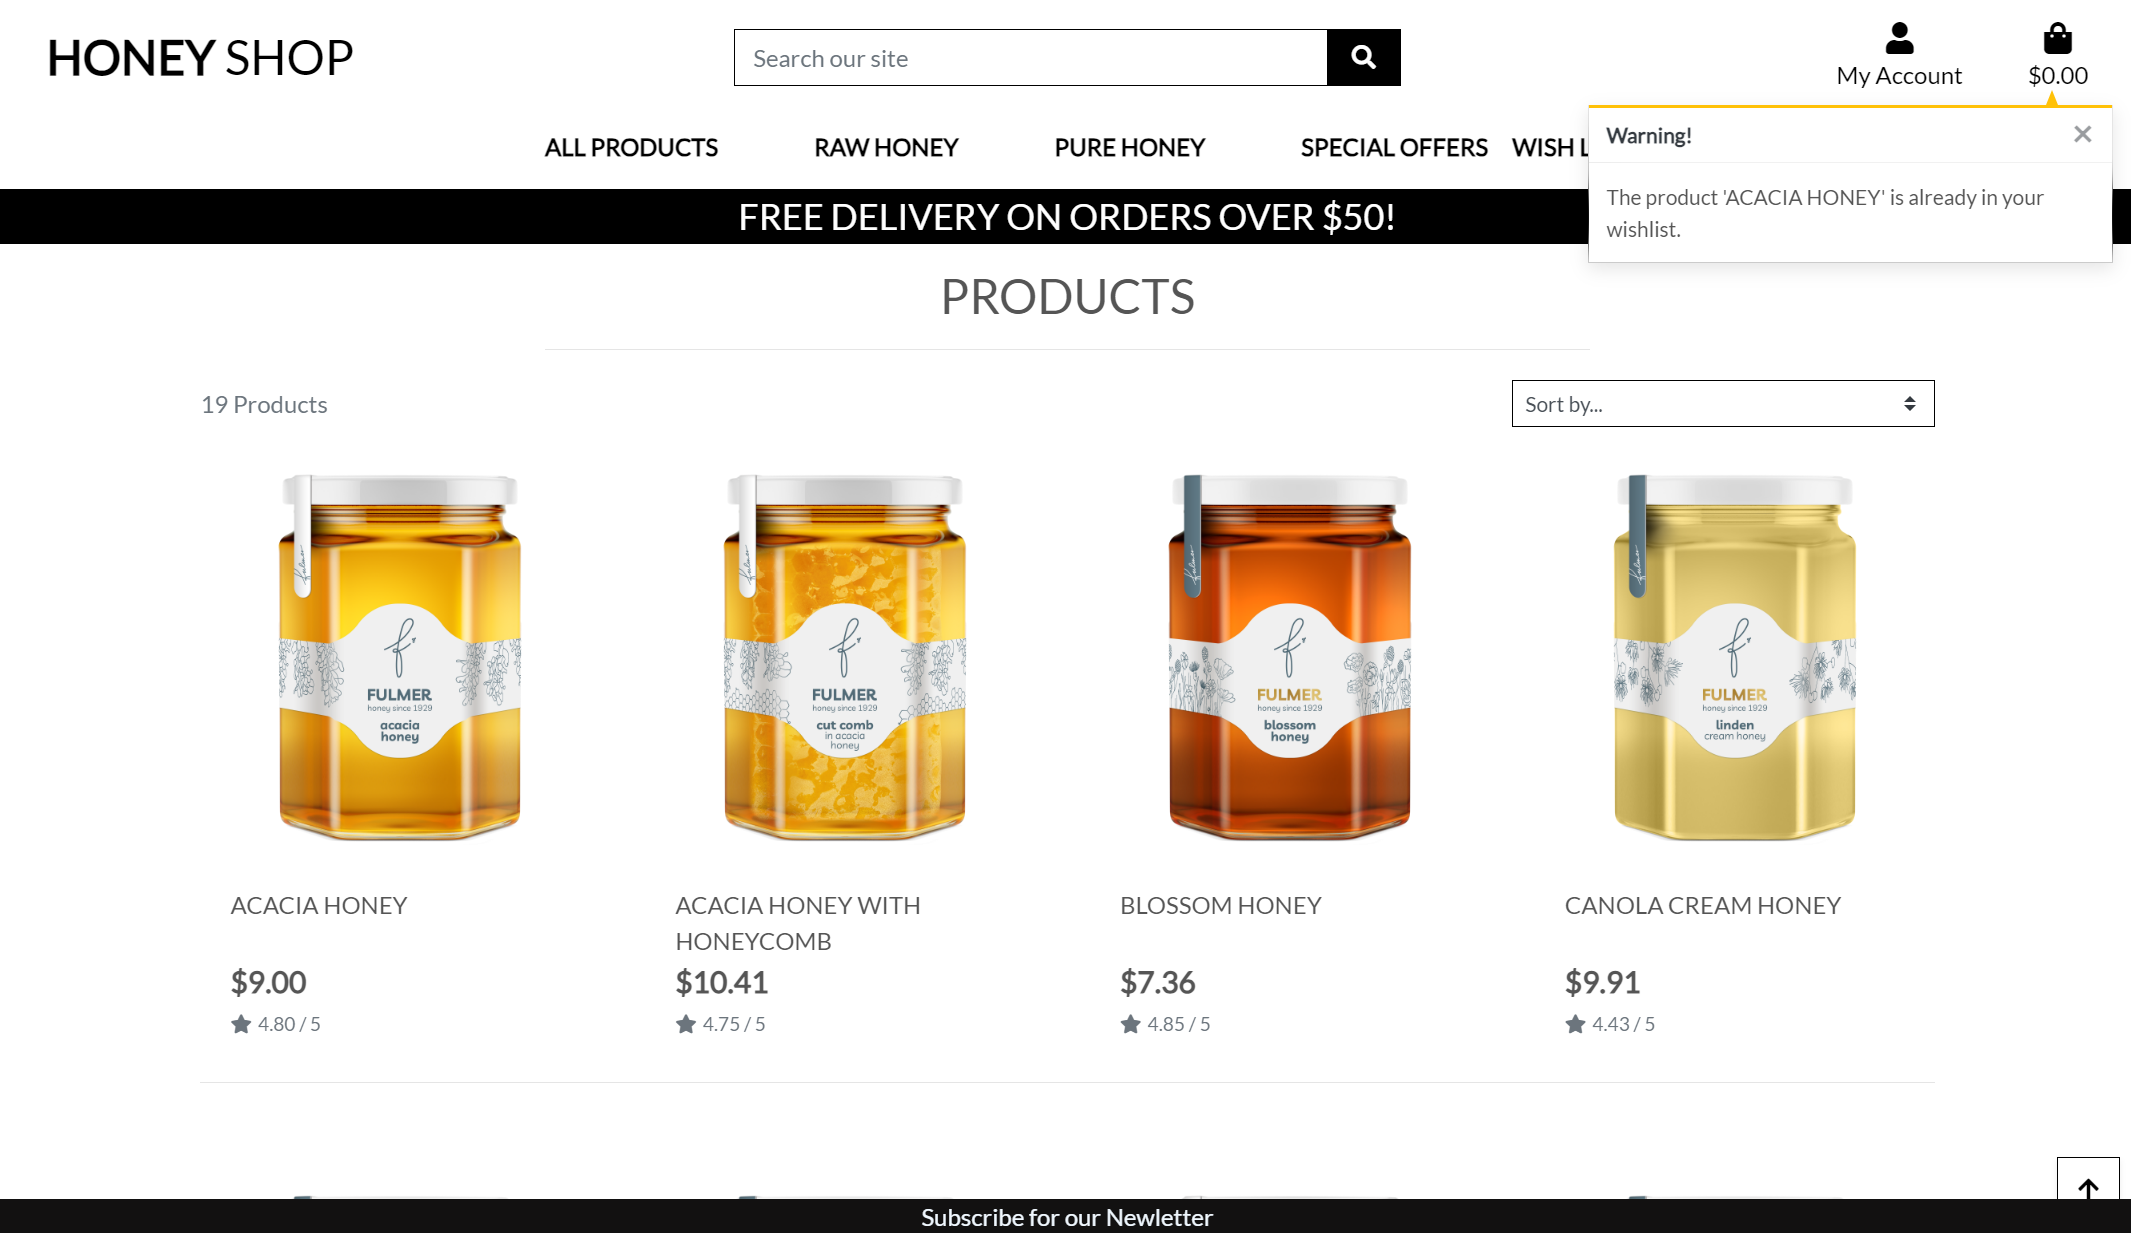 HONEY SHOP
Search our site
My Account
$0.00
ALL PRODUCTS
RAW HONEY
PURE HONEY
SPECIAL OFFERS
WISH L
Warning!
The product 'ACACIA HONEY' is already in your
wishlist.
FREE DELIVERY ON ORDERS OVER $50!
PRODUCTS
19 Products
Sort by...
FULMER
honey since 1929
acacia
honey
FULMER
honey since 1929
cut comb
in acacia
honey
FULMER
honey since 1929
blossom
honey
FULMER
honey since 1929
linden
cream honey
ACACIA HONEY
$9.00
4.80 / 5
ACACIA HONEY WITH
HONEYCOMB
$10.41
4.75 / 5
BLOSSOM HONEY
$7.36
4.85 / 5
CANOLA CREAM HONEY
$9.91
4.43 / 5
Subscribe for our Newletter